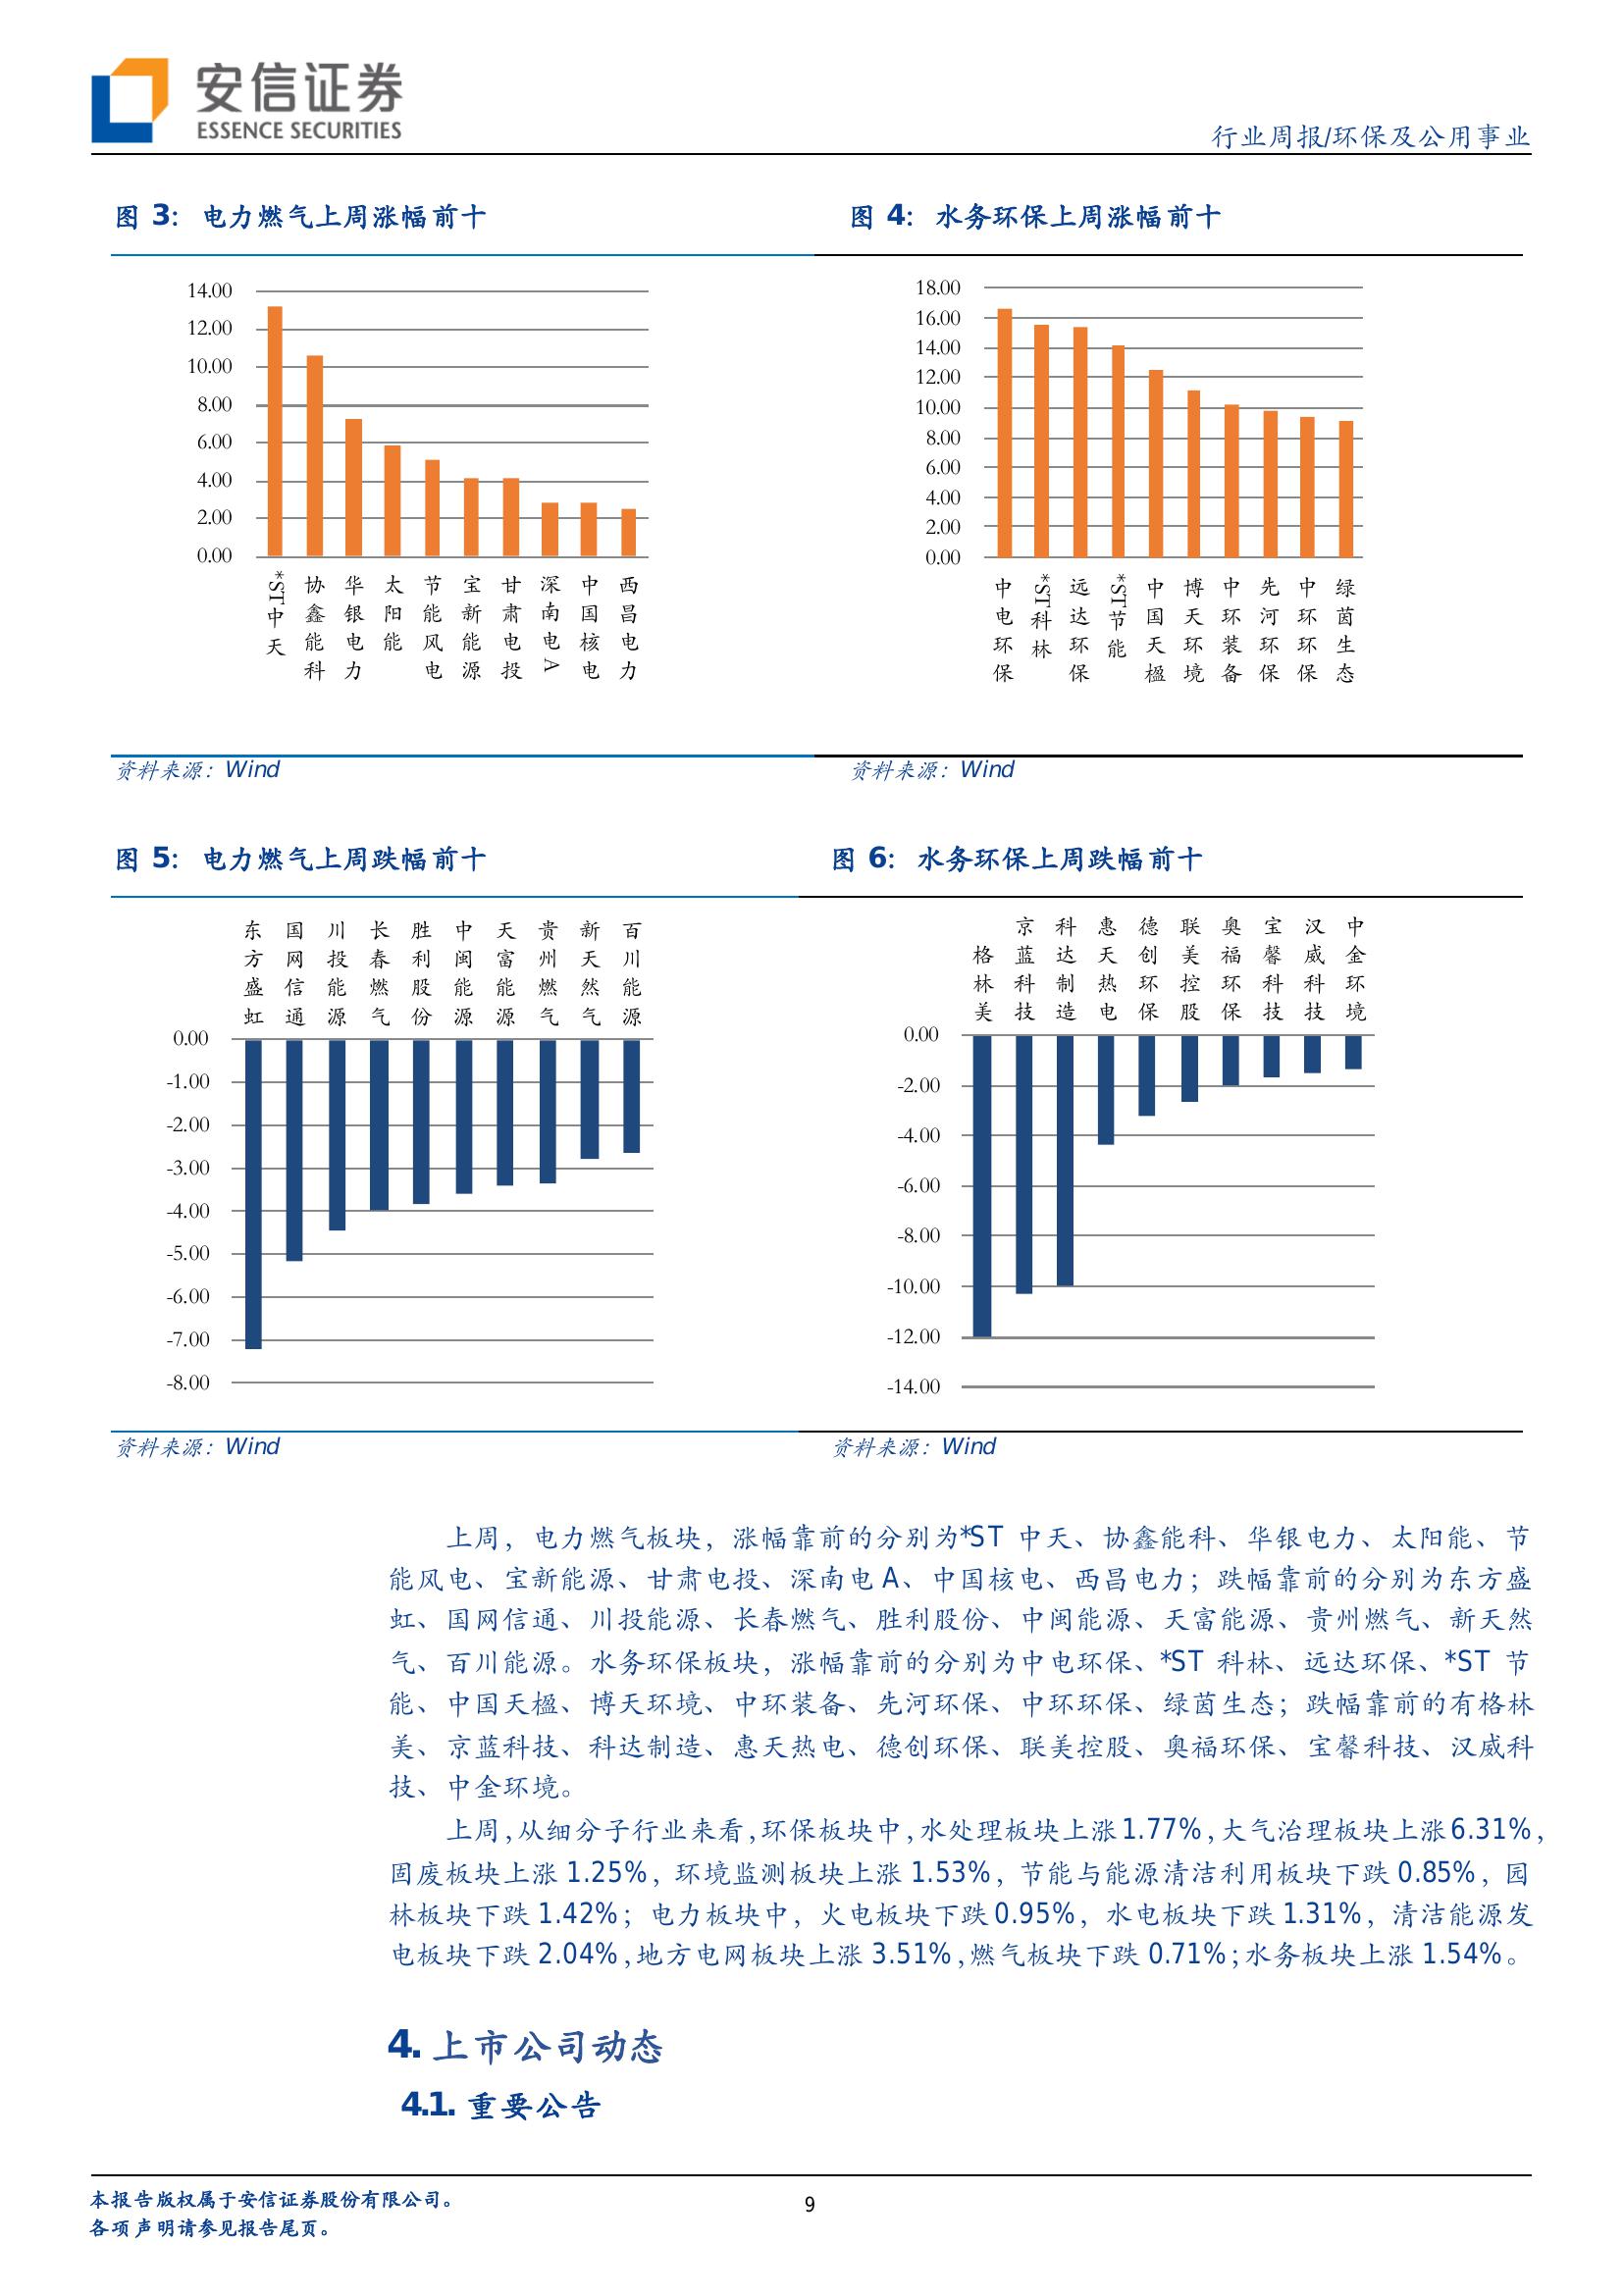 安信证券
ESSENCE SECURITIES
行业周报/环保及公用事业
图 3： 电力燃气上周涨幅前十
14.00
12.00
10.00
8.00
6.00
4.00
2.00
0.00
*ST中天
协鑫能科
华银电力
太阳能
节能风电
宝新能源
甘肃电投
深南电A
中国核电
西昌电力
资料来源：Wind
图 4： 水务环保上周涨幅前十
18.00
16.00
14.00
12.00
10.00
8.00
6.00
4.00
2.00
0.00
中电环保
*ST科林
远达环保
*ST节能
中国天楹
博天环境
中环装备
先河环保
中环环保
绿茵生态
资料来源：Wind
图 5： 电力燃气上周跌幅前十
东方盛虹
国网信通
川投能源
长春燃气
胜利股份
中闽能源
天富能源
贵州燃气
新天然气
百川能源
0.00
-1.00
-2.00
-3.00
-4.00
-5.00
-6.00
-7.00
-8.00
资料来源：Wind
图 6： 水务环保上周跌幅前十
格林美
京蓝科技
科达制造
惠天热电
德创环保
联美控股
奥福环保
宝馨科技
汉威科技
中金环境
0.00
-2.00
-4.00
-6.00
-8.00
-10.00
-12.00
-14.00
资料来源：Wind
上周，电力燃气板块，涨幅靠前的分别为*ST 中天、协鑫能科、华银电力、太阳能、节
能风电、宝新能源、甘肃电投、深南电 A、中国核电、西昌电力；跌幅靠前的分别为东方盛
虹、国网信通、川投能源、长春燃气、胜利股份、中闽能源、天富能源、贵州燃气、新天然
气、百川能源。水务环保板块，涨幅靠前的分别为中电环保、*ST 科林、远达环保、*ST 节
能、中国天楹、博天环境、中环装备、先河环保、中环环保、绿茵生态；跌幅靠前的有格林
美、京蓝科技、科达制造、惠天热电、德创环保、联美控股、奥福环保、宝馨科技、汉威科
技、中金环境。
上周，从细分子行业来看，环保板块中，水处理板块上涨 1.77%，大气治理板块上涨 6.31%，
固废板块上涨 1.25%，环境监测板块上涨 1.53%，节能与能源清洁利用板块下跌 0.85%，园
林板块下跌 1.42%；电力板块中，火电板块下跌 0.95%，水电板块下跌 1.31%，清洁能源发
电板块下跌 2.04%，地方电网板块上涨 3.51%，燃气板块下跌 0.71%；水务板块上涨 1.54%。
4. 上市公司动态
4.1. 重要公告
本报告版权属于安信证券股份有限公司。
各项声明请参见报告尾页。
9